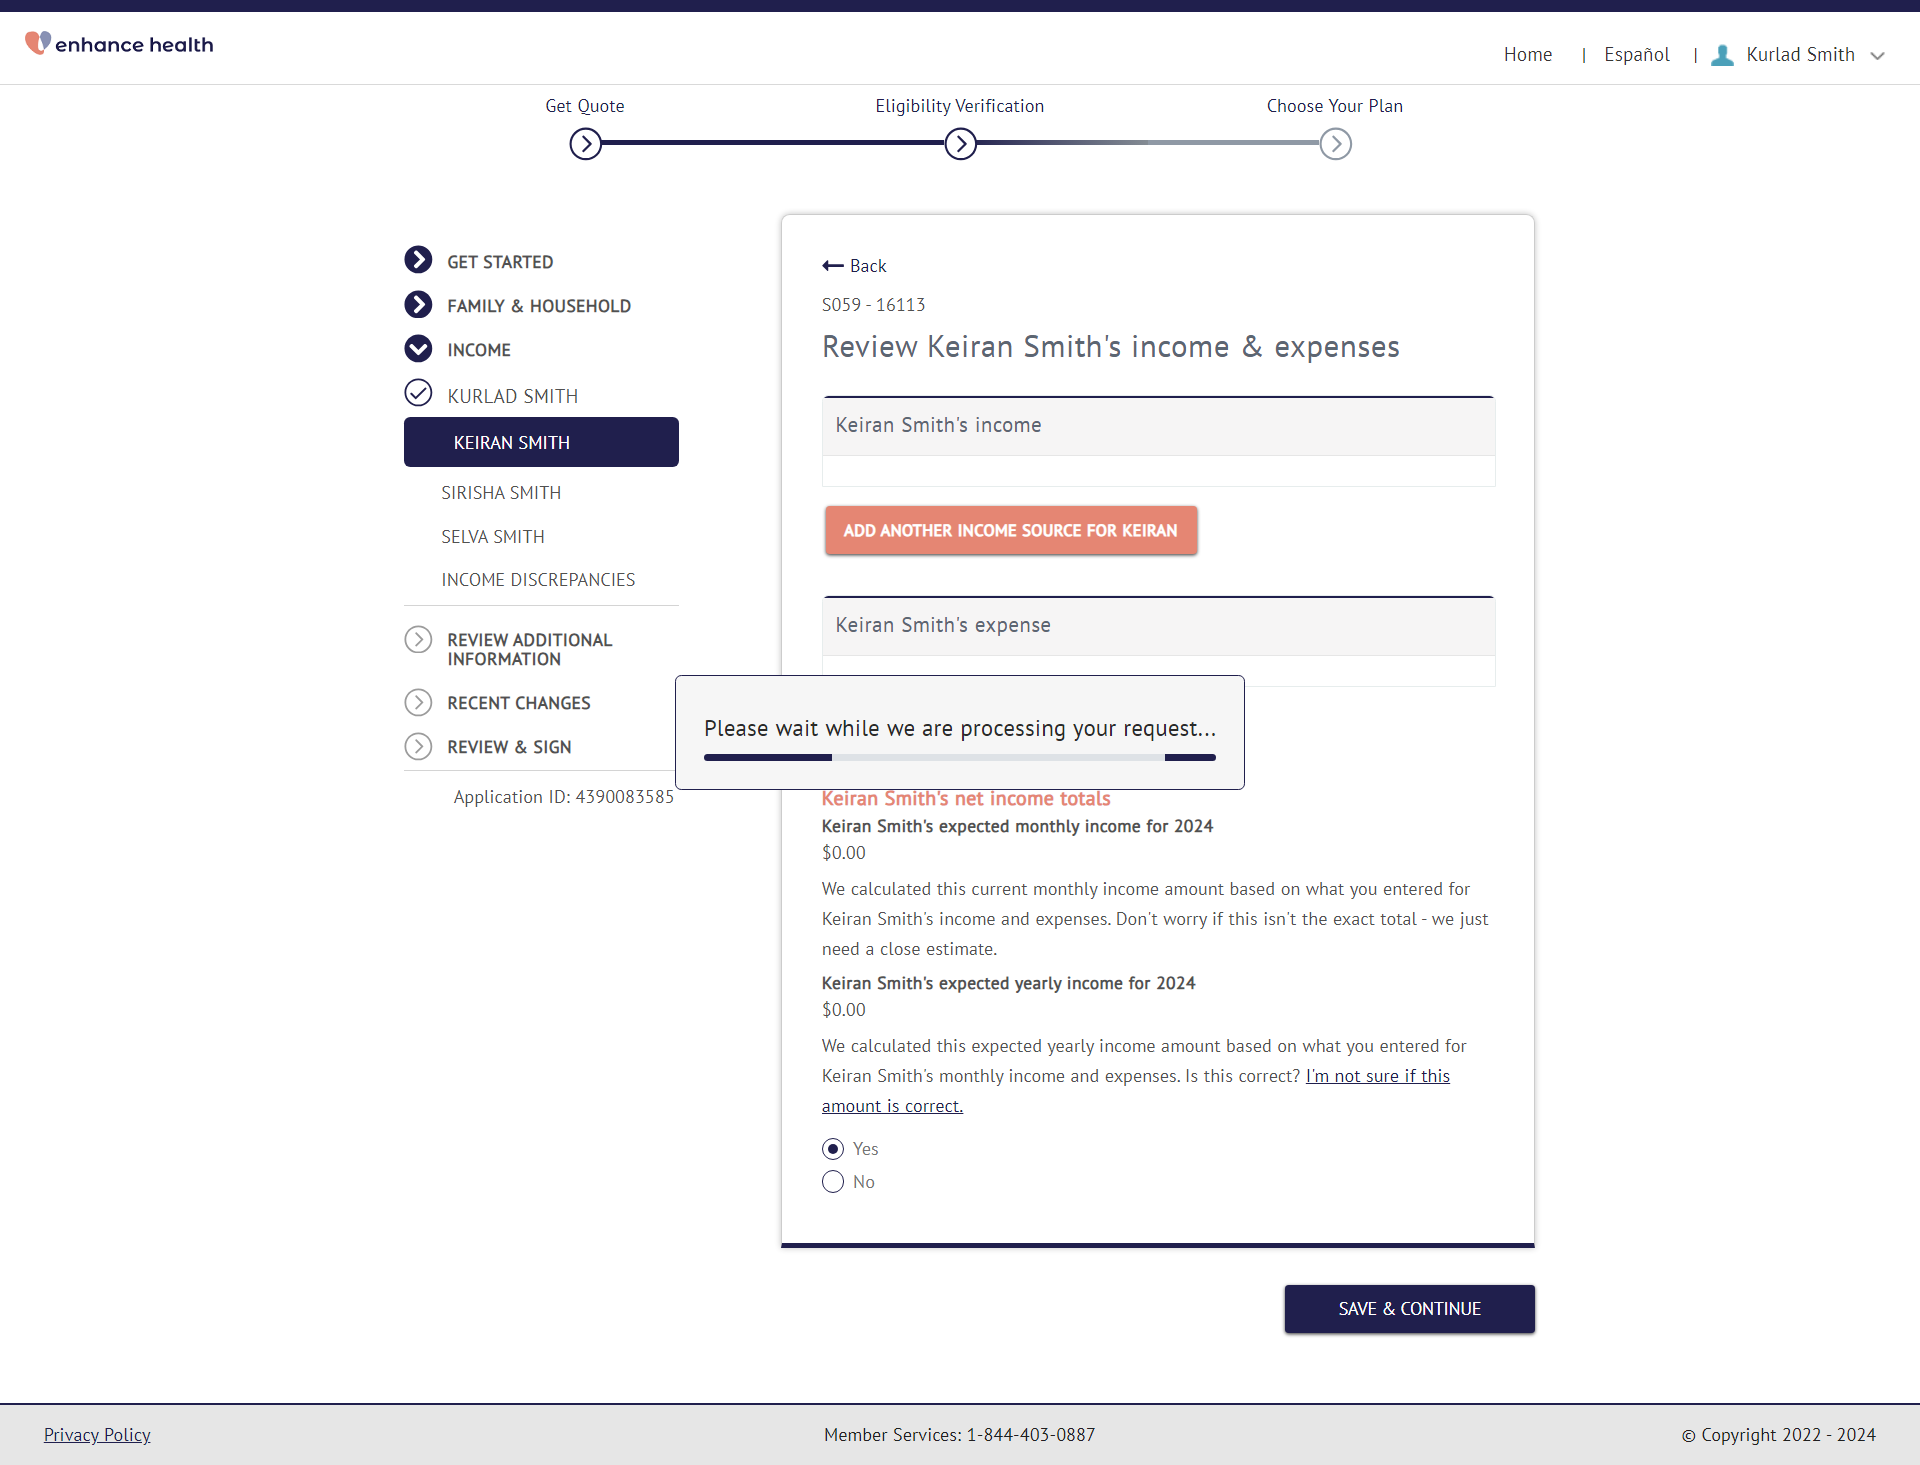 enhance health
Home | Español | Kurlad Smith
Get Quote
Eligibility Verification
Choose Your Plan
GET STARTED
FAMILY & HOUSEHOLD
INCOME
KURLAD SMITH
KEIRAN SMITH
SIRISHA SMITH
SELVA SMITH
INCOME DISCREPANCIES
REVIEW ADDITIONAL
INFORMATION
RECENT CHANGES
REVIEW & SIGN
Application ID: 4390083585
Back
S059 - 16113
Review Keiran Smith's income & expenses
Keiran Smith's income
ADD ANOTHER INCOME SOURCE FOR KEIRAN
Keiran Smith's expense
Please wait while we are processing your request...
Keiran Smith's net income totals
Keiran Smith's expected monthly income for 2024
$0.00
We calculated this current monthly income amount based on what you entered for
Keiran Smith's income and expenses. Don't worry if this isn't the exact total - we just
need a close estimate.
Keiran Smith's expected yearly income for 2024
$0.00
We calculated this expected yearly income amount based on what you entered for
Keiran Smith's monthly income and expenses. Is this correct? I'm not sure if this
amount is correct.
Yes
No
SAVE & CONTINUE
Privacy Policy
Member Services: 1-844-403-0887
© Copyright 2022 - 2024